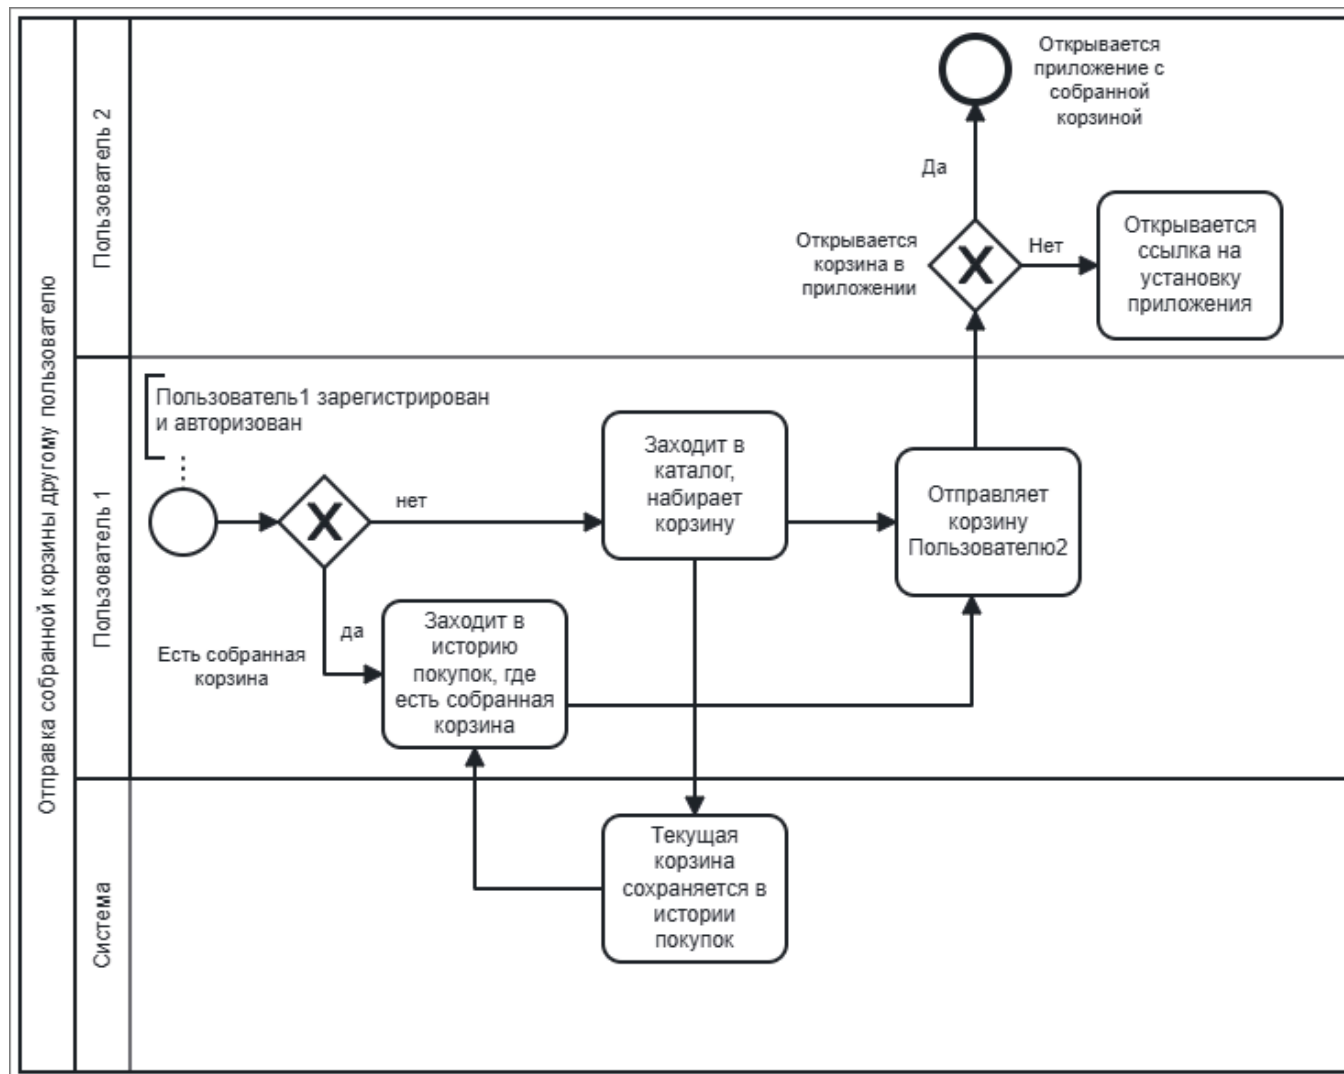 Отправка собранной корзины другому пользователю
Пользователь 2
Открывается
приложение с
собранной
корзиной
Да
Открывается
корзина в
приложении
X
Нет
Открывается
ссылка на
установку
приложения
Пользователь 1
Пользователь1 зарегистрирован
и авторизован
X
нет
Заходит в
каталог,
набирает
корзину
Отправляет
корзину
Пользователю2
Есть собранная
корзина
да
Заходит в
историю
покупок, где
есть собранная
корзина
Система
Текущая
корзина
сохраняется в
истории
покупок